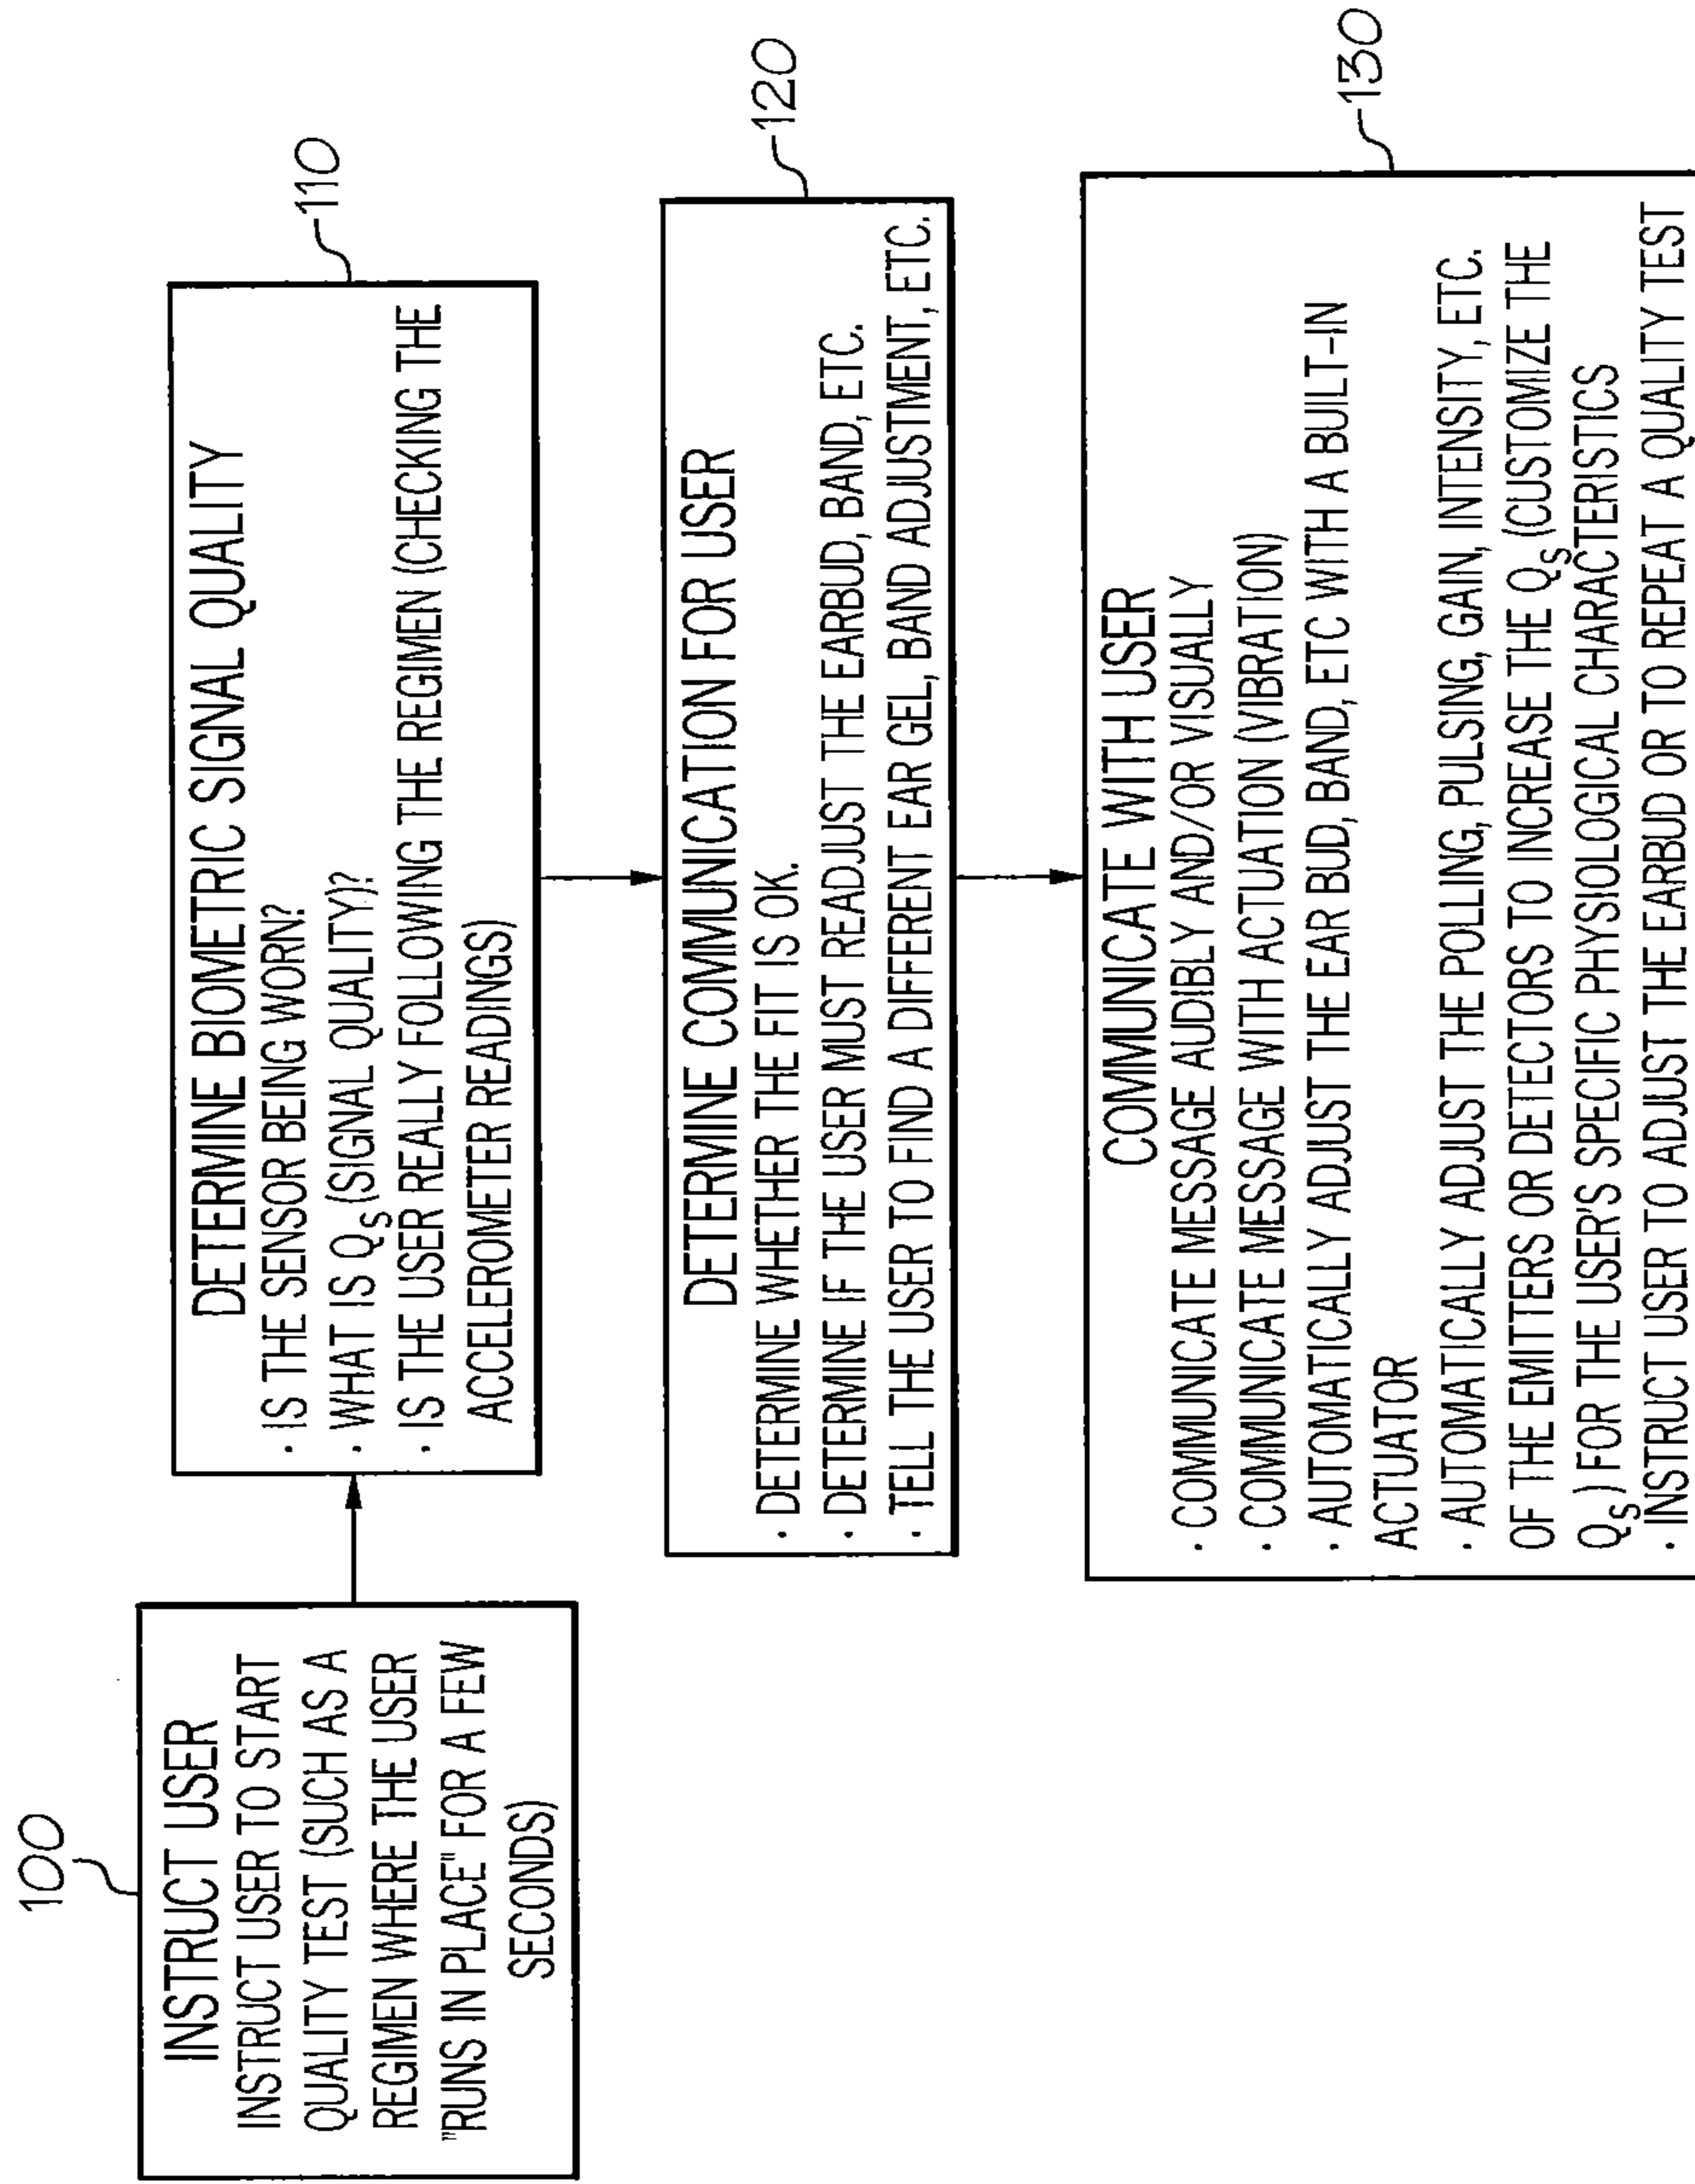 100
INSTRUCT USER
INSTRUCT USER TO START
QUALITY TEST (SUCH AS A
REGIMEN WHERE THE USER
"RUNS IN PLACE" FOR A FEW
SECONDS)
110
DETERMINE BIOMETRIC SIGNAL QUALITY
· IS THE SENSOR BEING WORN?
· WHAT IS Qs (SIGNAL QUALITY)?
· IS THE USER REALLY FOLLOWING THE REGIMEN (CHECKING THE
ACCELEROMETER READINGS)
120
DETERMINE COMMUNICATION FOR USER
· DETERMINE WHETHER THE FIT IS OK.
· DETERMINE IF THE USER MUST READJUST THE EARBUD, BAND, ETC.
· TELL THE USER TO FIND A DIFFERENT EAR GEL, BAND ADJUSTMENT, ETC.
130
COMMUNICATE WITH USER
· COMMUNICATE MESSAGE AUDIBLY AND/OR VISUALLY
· COMMUNICATE MESSAGE WITH ACTUATION (VIBRATION)
· AUTOMATICALLY ADJUST THE EAR BUD, BAND, ETC WITH A BUILT-IN
ACTUATOR
· AUTOMATICALLY ADJUST THE POLLING, PULSING, GAIN, INTENSITY, ETC.
OF THE EMITTERS OR DETECTORS TO INCREASE THE Qs (CUSTOMIZE THE
Qs) FOR THE USER'S SPECIFIC PHYSIOLOGICAL CHARACTERISTICS
· INSTRUCT USER TO ADJUST THE EARBUD OR TO REPEAT A QUALITY TEST